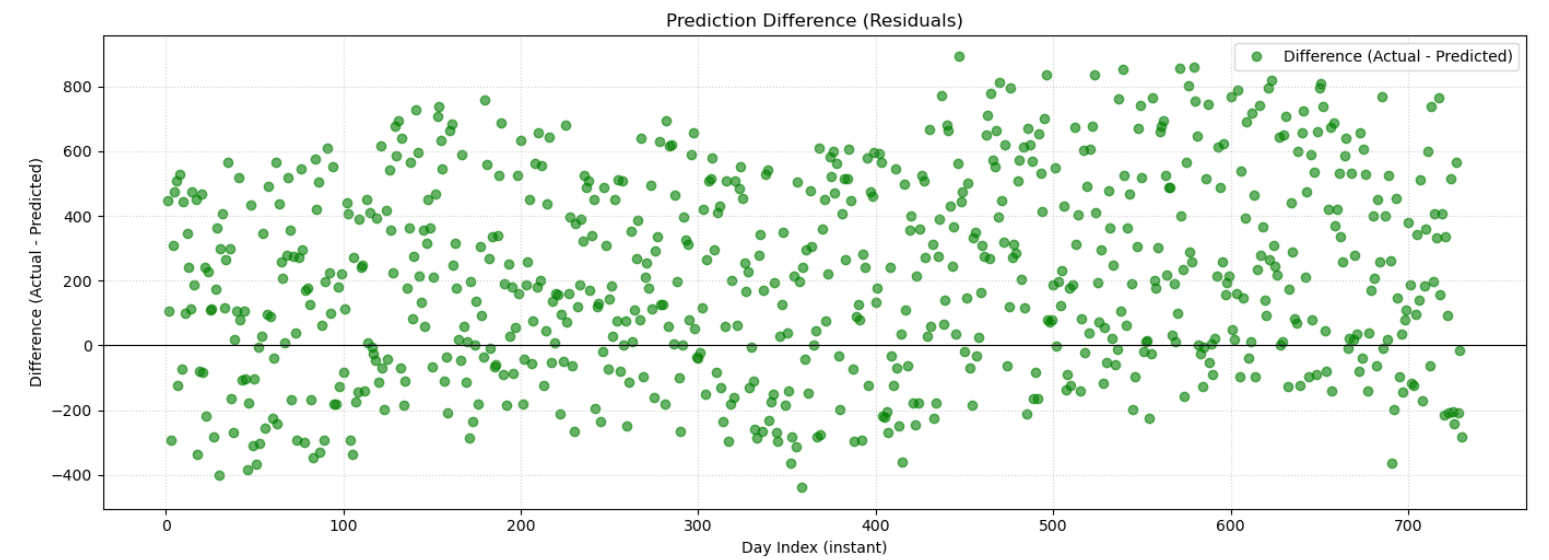 Prediction Difference (Residuals)
Difference (Actual - Predicted)
Difference (Actual - Predicted)
800
600
400
200
0
−200
−400
0 100 200 300 400 500 600 700
Day Index (instant)